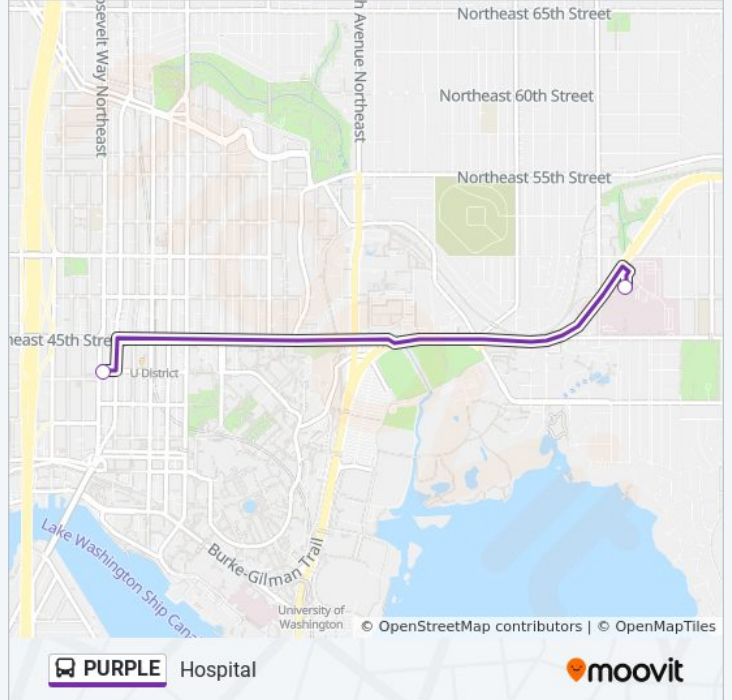 Northeast 65th Street
osevelt Way Northeast
h Avenue Northeast
Northeast 60th Street
Northeast 55th Street
heast 45th Stre
U District
Lake Washington Ship Cana
Burke-Gilman Trail
University of
Washington
© OpenStreetMap contributors | © OpenMapTiles
PURPLE Hospital
moovit